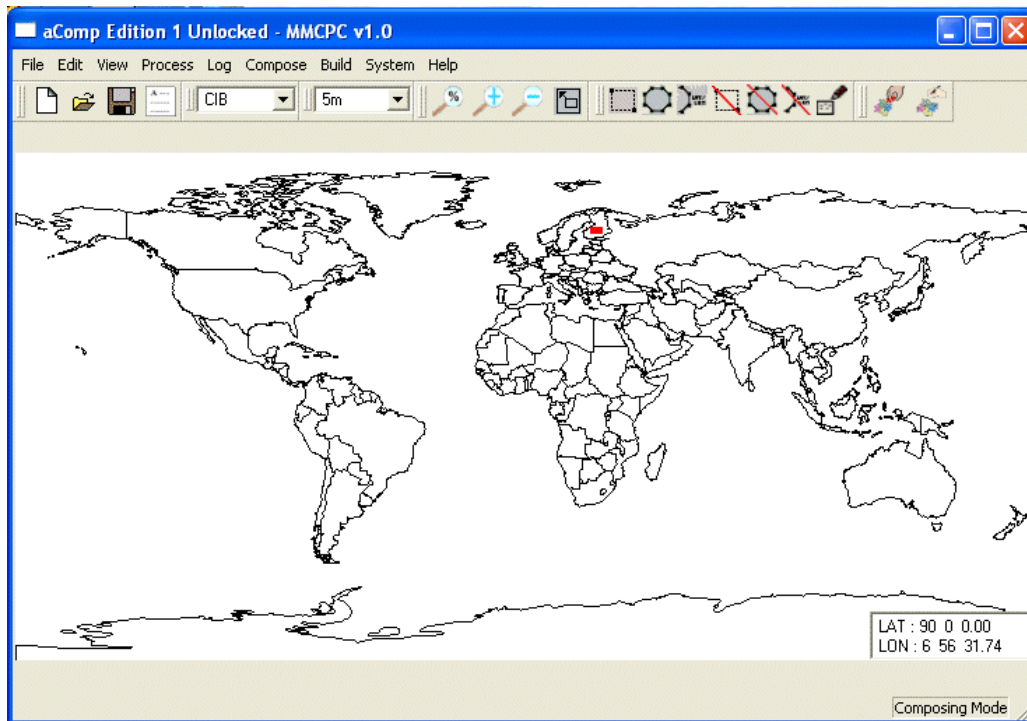 aComp Edition 1 Unlocked - MMCPC v1.0
File Edit View Process Log Compose Build System Help
CIB 5m %
LAT : 90 0 0.00
LON : 6 56 31.74
Composing Mode